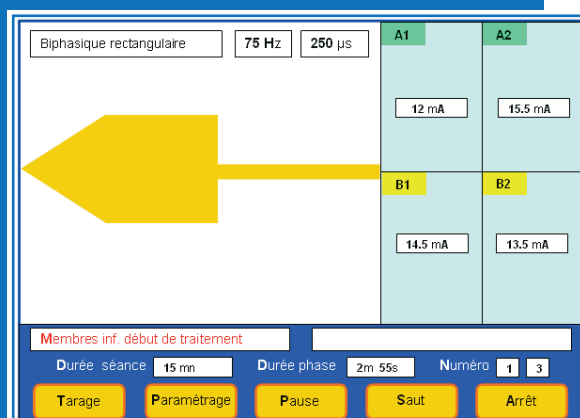 Biphasique rectangulaire
75 Hz
250 µs
A1
A2
12 mA
15.5 mA
B1
B2
14.5 mA
13.5 mA
Membres inf. début de traitement
Durée séance 15 mn Durée phase 2m 55s Numéro 1 3
Tarage Paramétrage Pause Saut Arrêt